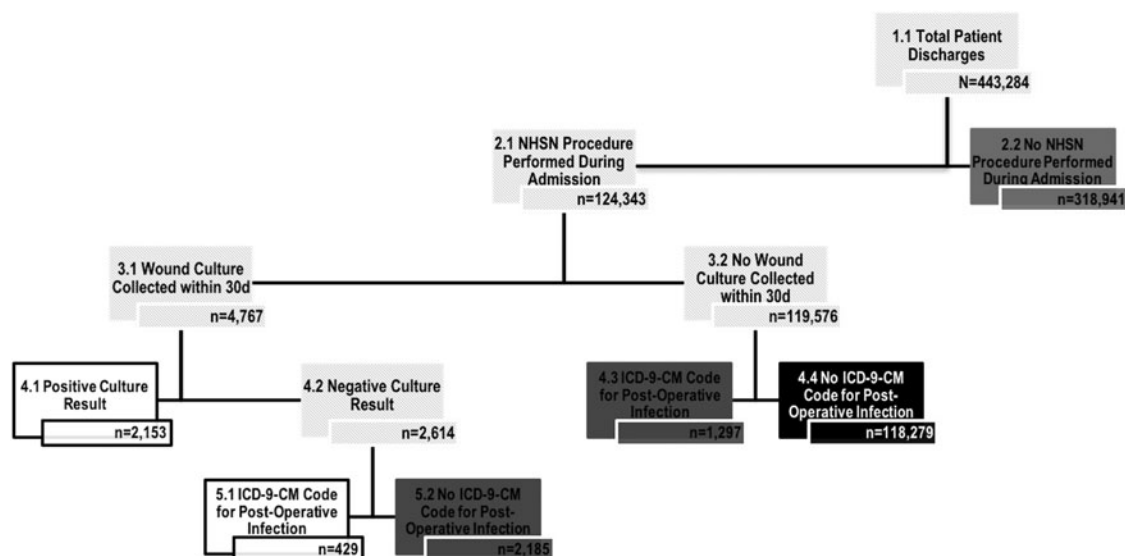 1.1 Total Patient
Discharges
N=443,284
2.1 NHSN Procedure
Performed During
Admission
n=124,343
2.2 No NHSN
Procedure Performed
During Admission
n=318,941
3.1 Wound Culture
Collected within 30d
n=4,767
3.2 No Wound
Culture Collected
within 30d
n=119,576
4.1 Positive Culture
Result
n=2,153
4.2 Negative Culture
Result
n=2,614
4.3 ICD-9-CM Code
for Post-Operative
Infection
n=1,297
4.4 No ICD-9-CM
Code for Post-
Operative Infection
n=118,279
5.1 ICD-9-CM Code
for Post-Operative
Infection
n=429
5.2 No ICD-9-CM
Code for Post-
Operative Infection
n=2,185